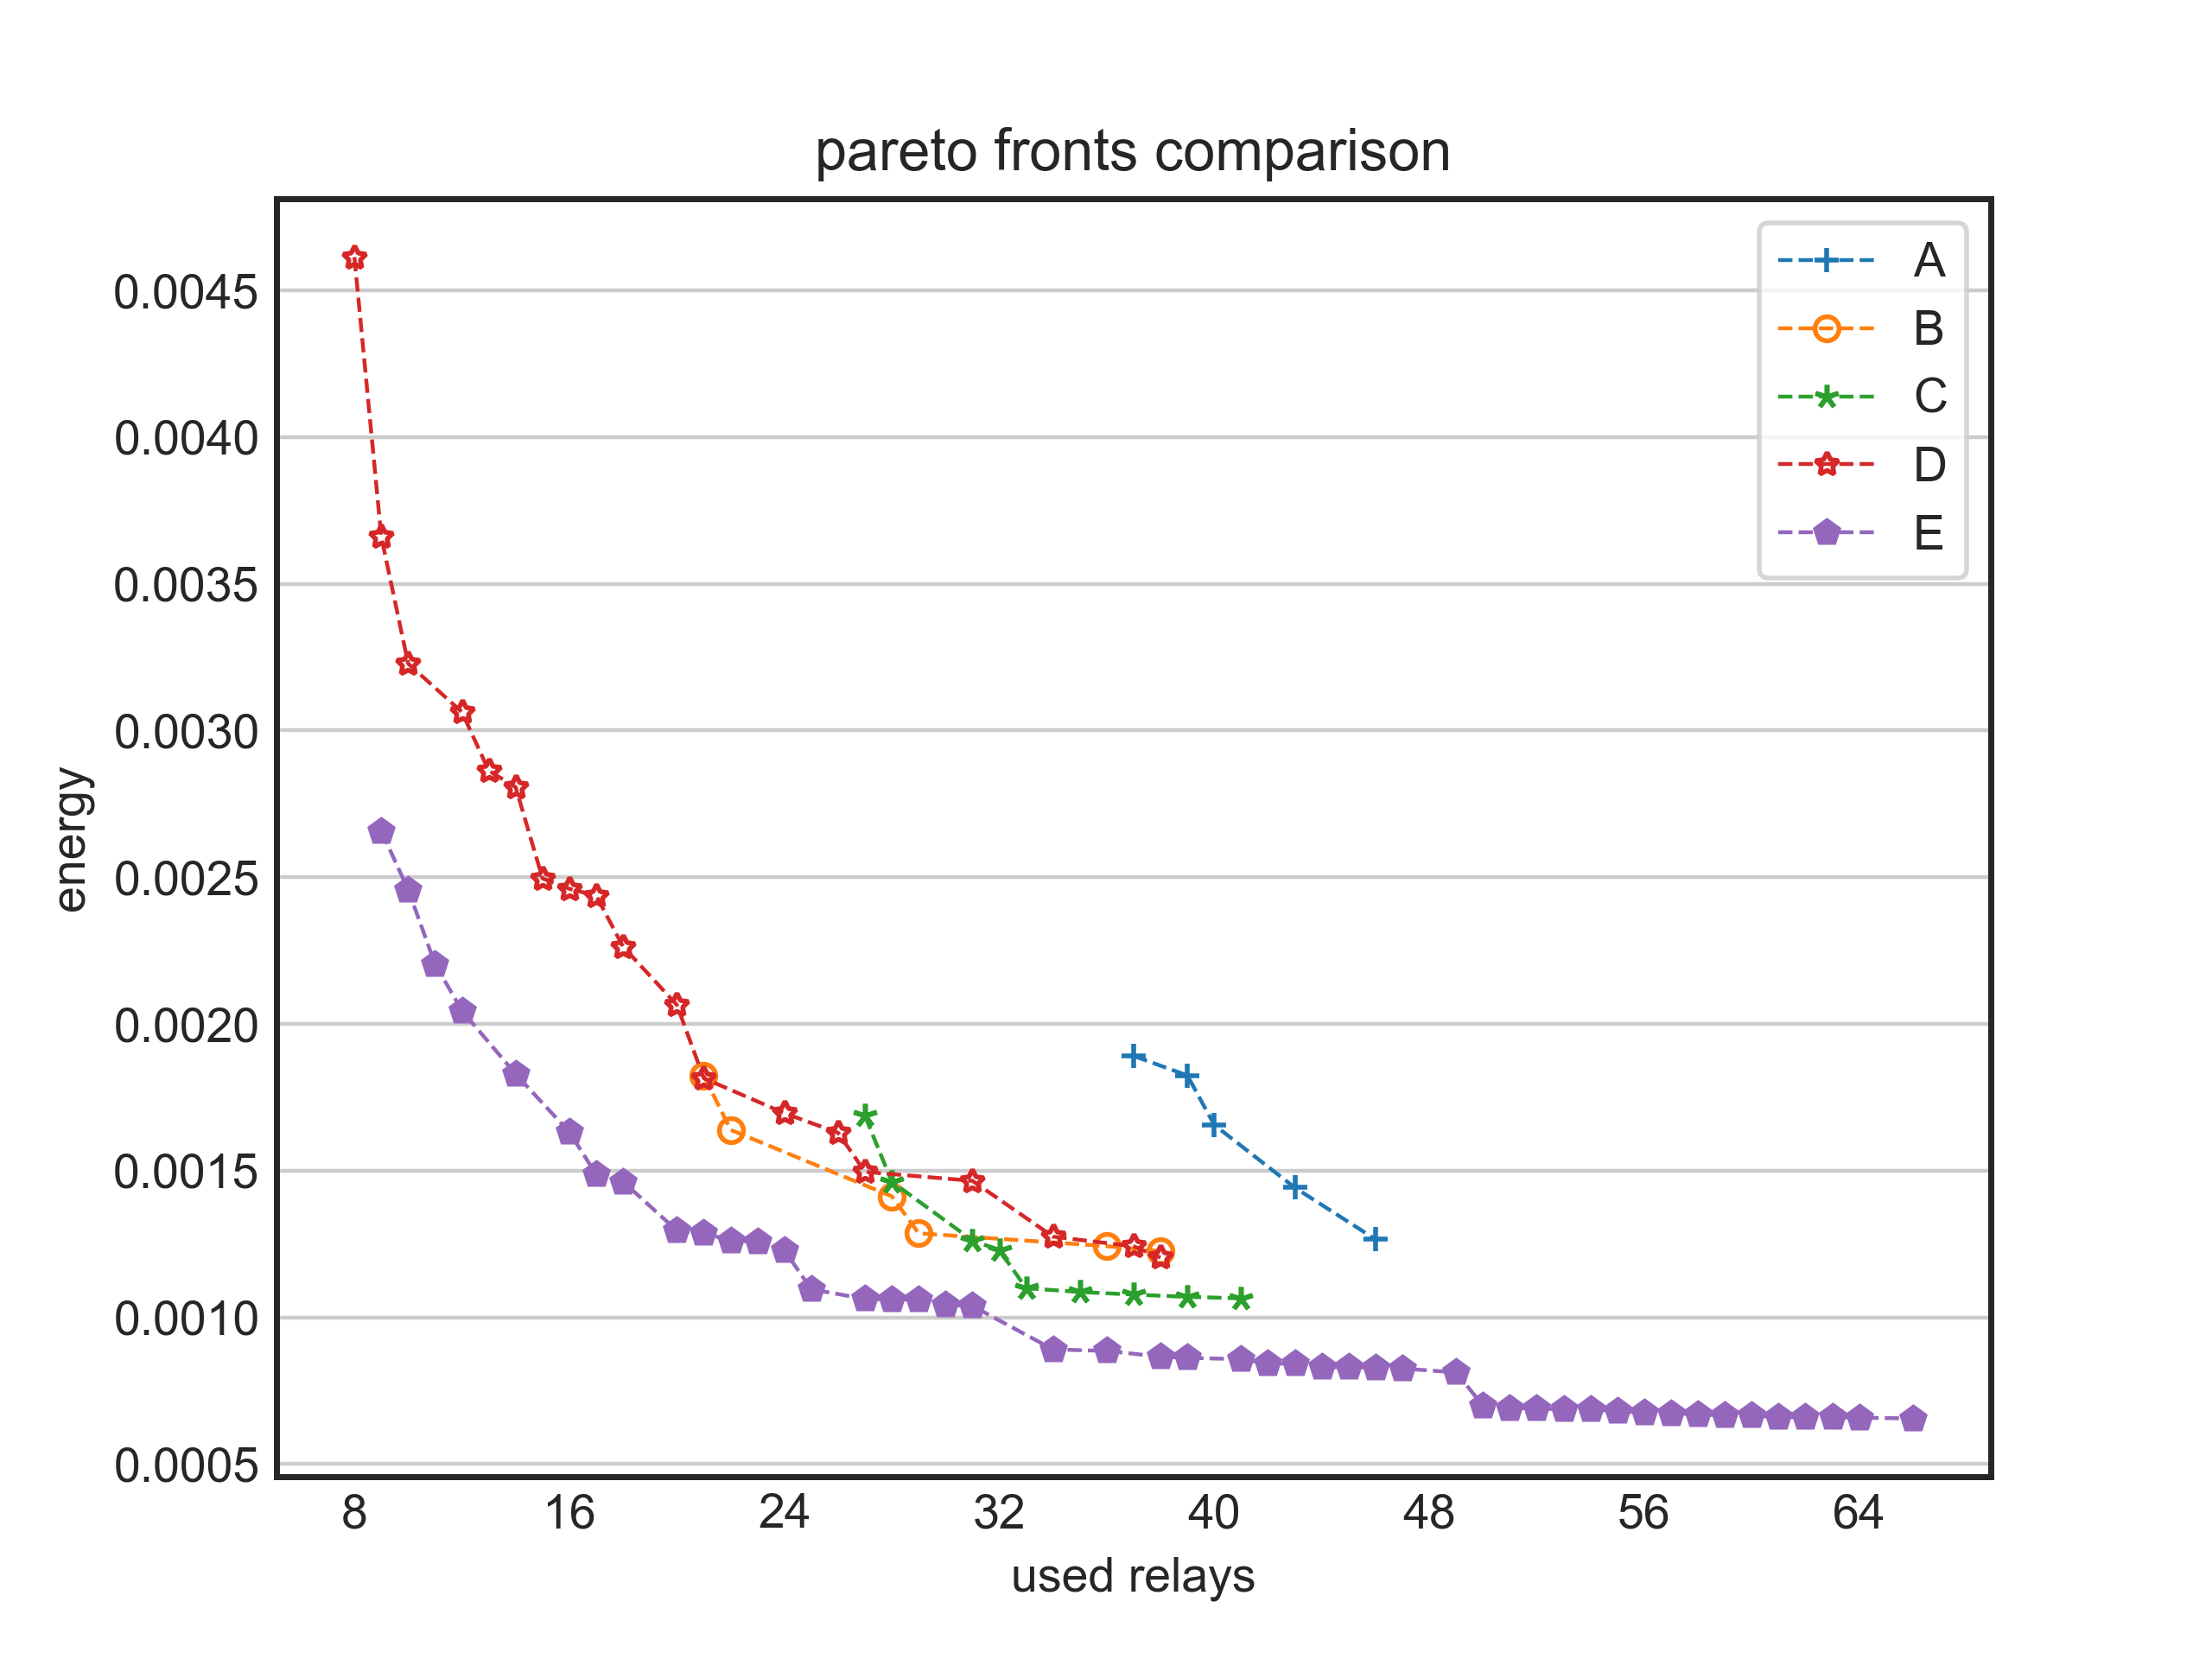 pareto fronts comparison
A
B
C
D
E
0.0045
0.0040
0.0035
0.0030
0.0025
0.0020
0.0015
0.0010
0.0005
energy
8 16 24 32 40 48 56 64
used relays